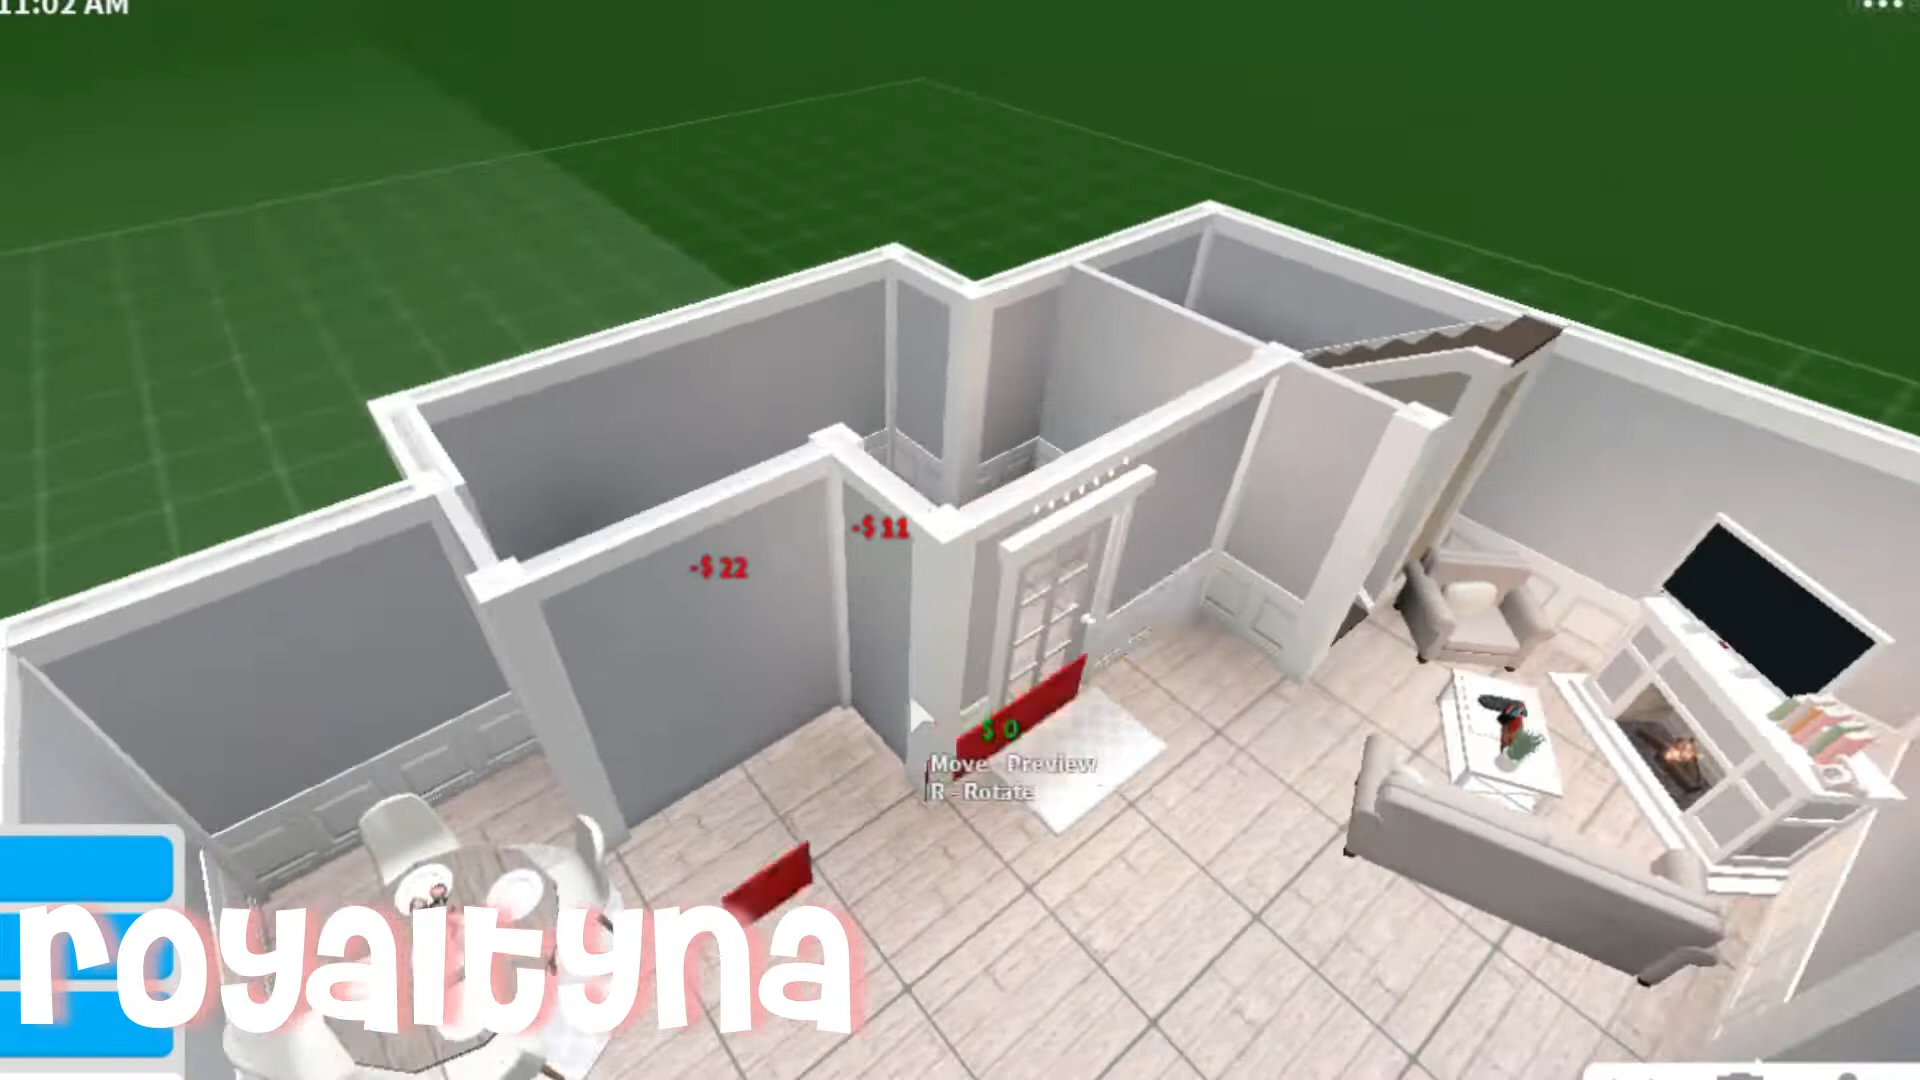 11:02 AM
-$ 11
-$ 22
$ 0
Move - Preview
R - Rotate
royaltyna